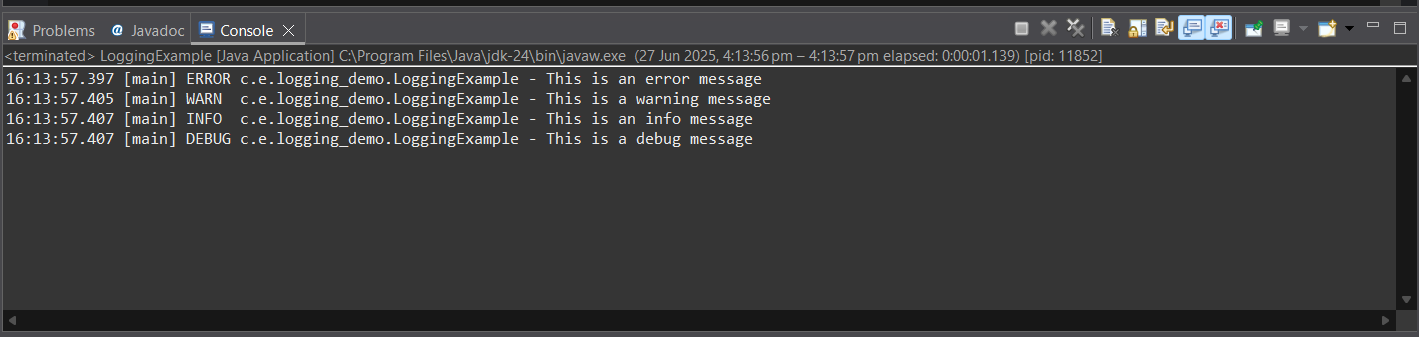 Problems Javadoc Console
<terminated> LoggingExample [Java Application] C:\Program Files\Java\jdk-24\bin\javaw.exe (27 Jun 2025, 4:13:56 pm – 4:13:57 pm elapsed: 0:00:01.139) [pid: 11852]
16:13:57.397 [main] ERROR c.e.logging_demo.LoggingExample - This is an error message
16:13:57.405 [main] WARN  c.e.logging_demo.LoggingExample - This is a warning message
16:13:57.407 [main] INFO  c.e.logging_demo.LoggingExample - This is an info message
16:13:57.407 [main] DEBUG c.e.logging_demo.LoggingExample - This is a debug message